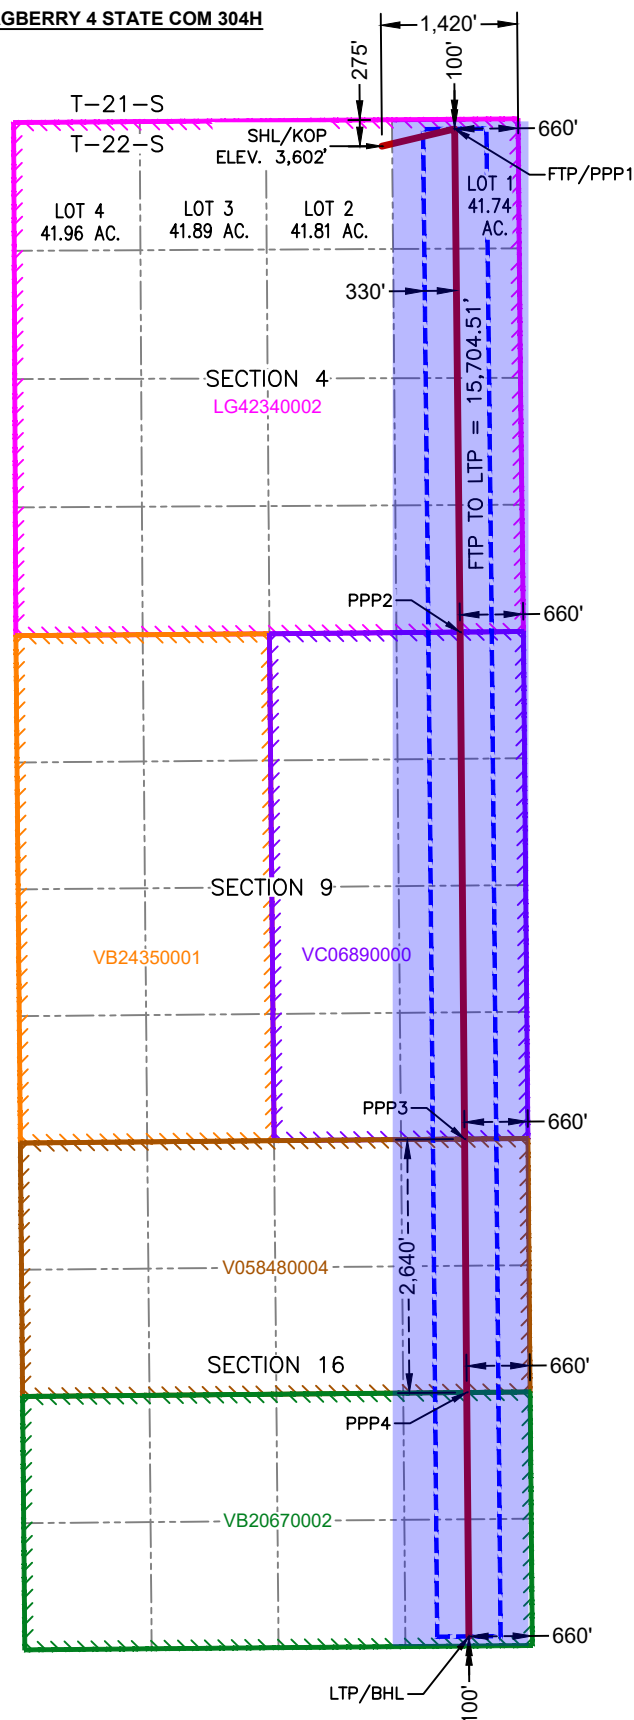 GBERRY 4 STATE COM 304H
1,420'
275'
100'
T-21-S
T-22-S
SHL/KOP
ELEV. 3,602'
660'
FTP/PPP1
LOT 4
41.96 AC.
LOT 3
41.89 AC.
LOT 2
41.81 AC.
LOT 1
41.74
AC.
330'
FTP TO LTP = 15,704.51'
SECTION 4
LG42340002
PPP2
660'
SECTION 9
VB24350001
VC06890000
PPP3
660'
2,640'
V058480004
SECTION 16
660'
PPP4
VB20670002
660'
LTP/BHL
100'